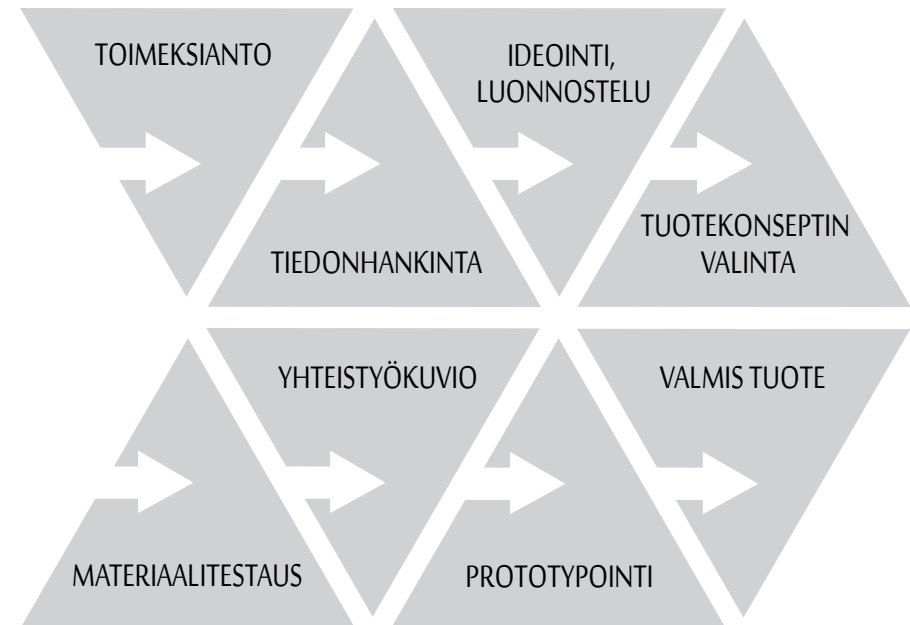 TOIMEKSIANTO
TIEDONHANKINTA
IDEOINTI,
LUONNOSTELU
TUOTEKONSEPTIN
VALINTA
MATERIAALITESTAUS
YHTEISTYÖKUVIO
PROTOTYPOINTI
VALMIS TUOTE